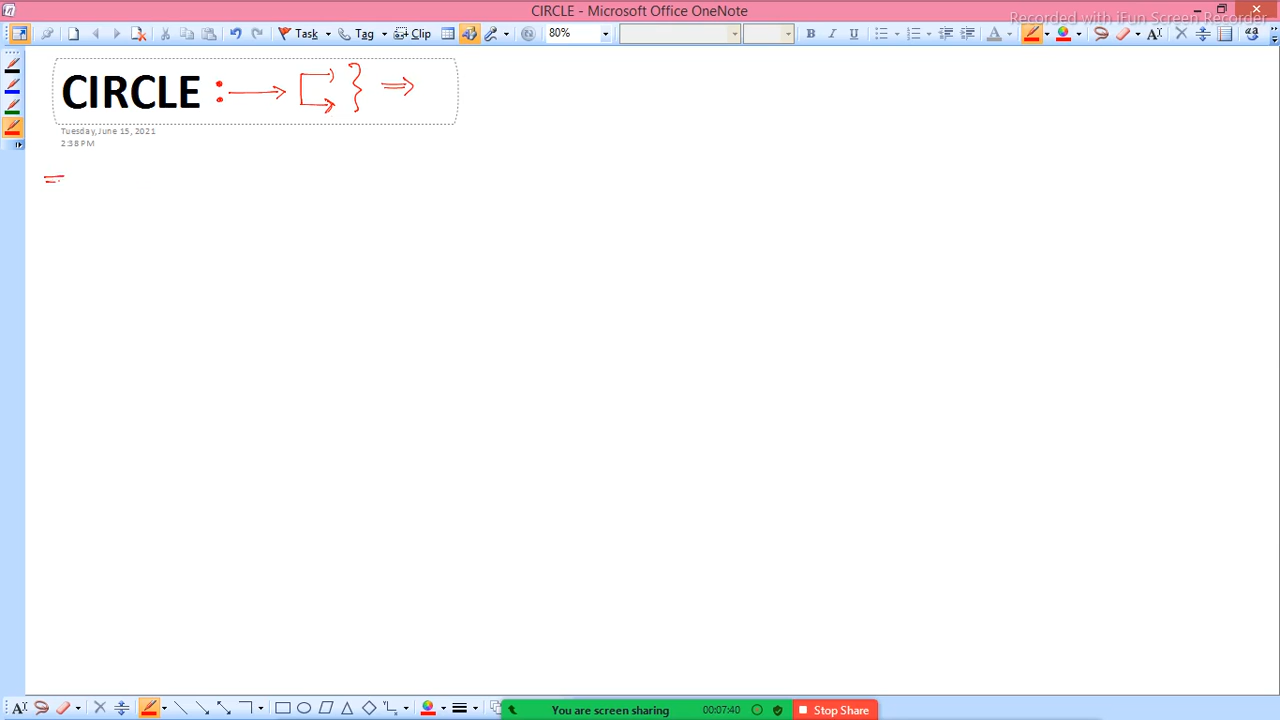 CIRCLE - Microsoft Office OneNote
Recorded with iFun Screen Recorder
Task
Tag
Clip
80%
B I U
CIRCLE :
Tuesday, June 15, 2021
2:38 PM
=
You are screen sharing
00:07:40
Stop Share